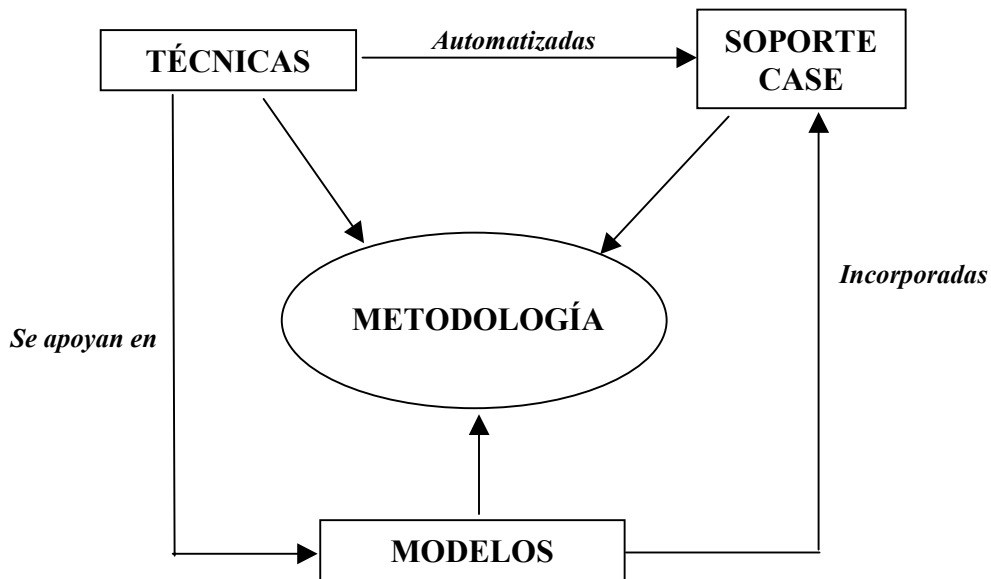 TÉCNICAS
Automatizadas
SOPORTE
CASE
METODOLOGÍA
Incorporadas
Se apoyan en
MODELOS